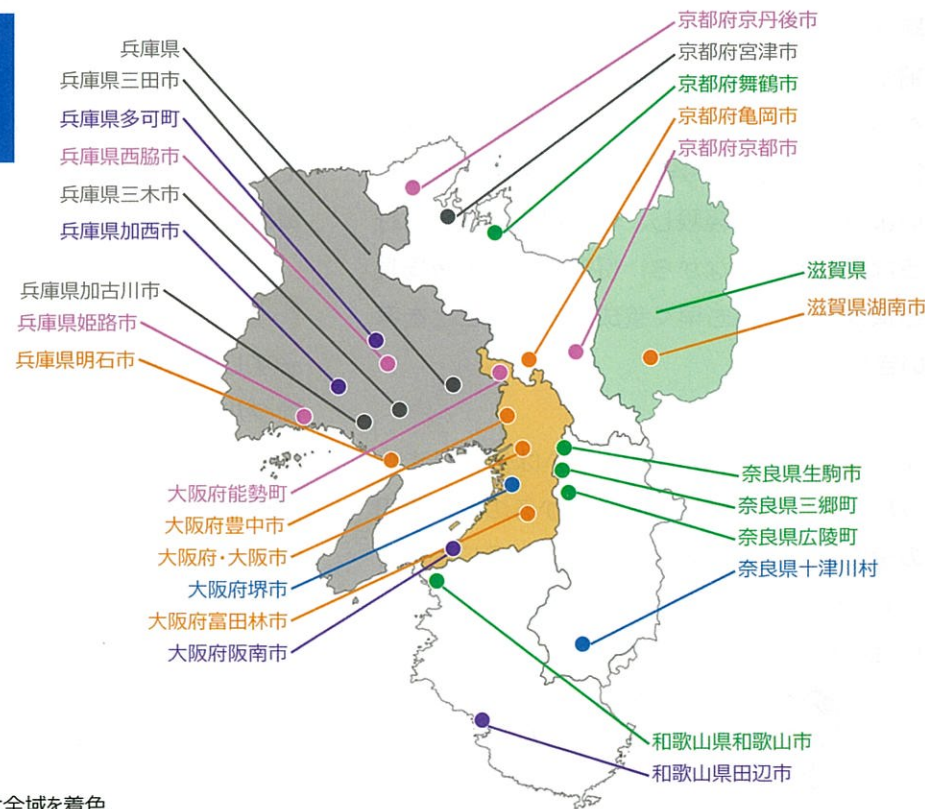 兵庫県
兵庫県三田市
兵庫県多可町
兵庫県西脇市
兵庫県三木市
兵庫県加西市
兵庫県加古川市
兵庫県姫路市
兵庫県明石市
京都府京丹後市
京都府宮津市
京都府舞鶴市
京都府亀岡市
京都府京都市
滋賀県
滋賀県湖南市
大阪府能勢町
大阪府豊中市
大阪府・大阪市
大阪府堺市
大阪府富田林市
大阪府阪南市
奈良県生駒市
奈良県三郷町
奈良県広陵町
奈良県十津川村
和歌山県和歌山市
和歌山県田辺市
全域を着色